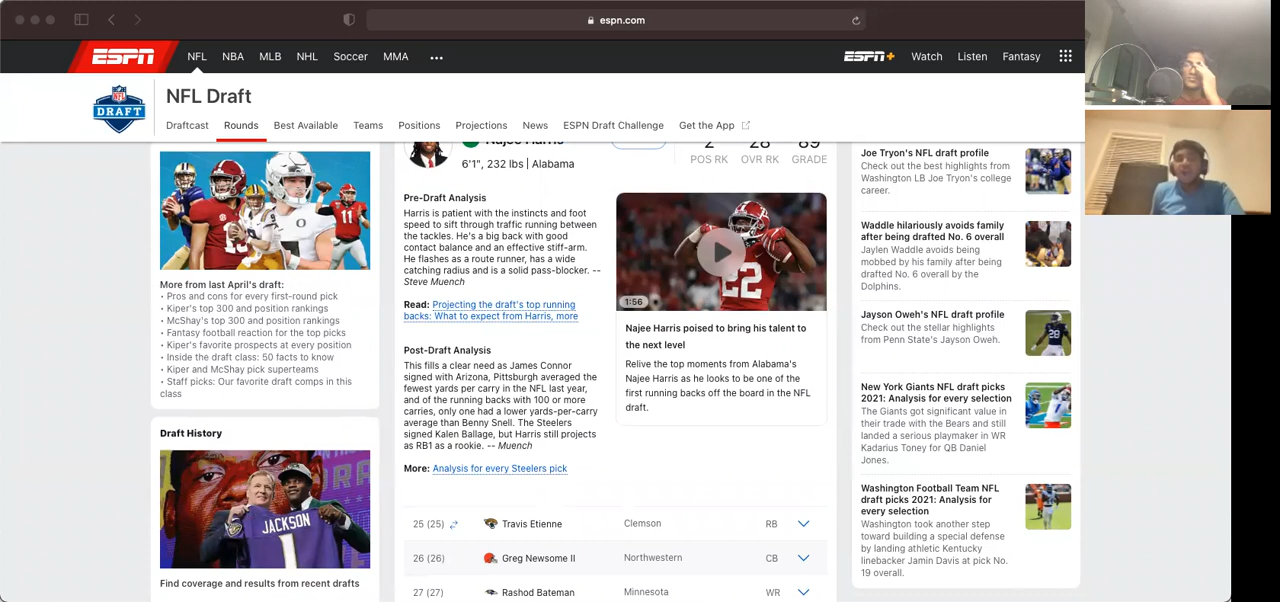 espn.com
ESPN NFL NBA MLB NHL Soccer MMA ... ESPN+ Watch Listen Fantasy
NFL DRAFT
NFL Draft
Draftcast Rounds Best Available Teams Positions Projections News ESPN Draft Challenge Get the App
More from last April's draft:
• Pros and cons for every first-round pick
• Kiper's top 300 and position rankings
• McShay's top 300 and position rankings
• Fantasy football reaction for the top picks
• Kiper's favorite prospects at every position
• Inside the draft class: 50 facts to know
• Kiper and McShay pick superteams
• Staff picks: Our favorite draft comps in this
class
Draft History
JACKSON
1
Find coverage and results from recent drafts
Najee Harris
6'1", 232 lbs | Alabama
2 28 89
POS RK OVR RK GRADE
Pre-Draft Analysis
Harris is patient with the instincts and foot
speed to sift through traffic running between
the tackles. He's a big back with good
contact balance and an effective stiff-arm.
He flashes as a route runner, has a wide
catching radius and is a solid pass-blocker. --
Steve Muench
Read: Projecting the draft's top running
backs: What to expect from Harris, more
Post-Draft Analysis
This fills a clear need as James Connor
signed with Arizona, Pittsburgh averaged the
fewest yards per carry in the NFL last year,
and of the running backs with 100 or more
carries, only one had a lower yards-per-carry
average than Benny Snell. The Steelers
signed Kalen Ballage, but Harris still projects
as RB1 as a rookie. -- Muench
More: Analysis for every Steelers pick
22
1:56
Najee Harris poised to bring his talent to
the next level
Relive the top moments from Alabama's
Najee Harris as he looks to be one of the
first running backs off the board in the NFL
draft.
25 (25) Travis Etienne Clemson RB
26 (26) Greg Newsome II Northwestern CB
27 (27) Rashod Bateman Minnesota WR
Joe Tryon's NFL draft profile
Check out the best highlights from
Washington LB Joe Tryon's college
career.
Waddle hilariously avoids family
after being drafted No. 6 overall
Jaylen Waddle avoids being
mobbed by his family after being
drafted No. 6 overall by the
Dolphins.
Jayson Oweh's NFL draft profile
Check out the stellar highlights
from Penn State's Jayson Oweh.
28
New York Giants NFL draft picks
2021: Analysis for every selection
The Giants got significant value in
their trade with the Bears and still
landed a serious playmaker in WR
Kadarius Toney for QB Daniel
Jones.
Washington Football Team NFL
draft picks 2021: Analysis for
every selection
Washington took another step
toward building a special defense
by landing athletic Kentucky
linebacker Jamin Davis at pick No.
19 overall.